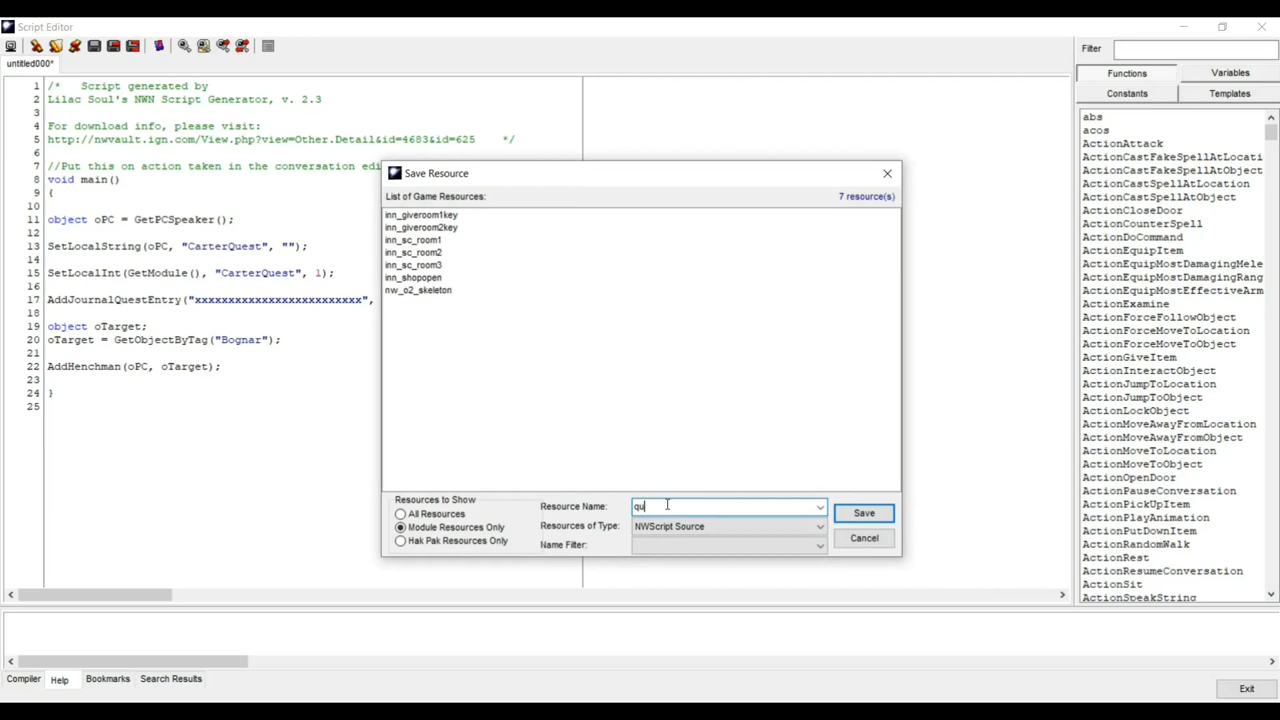 Script Editor
untitled000*
Filter
Functions
Variables
Constants
Templates
1 /* Script generated by
2 Lilac Soul's NWN Script Generator, v. 2.3
3
4 For download info, please visit:
5 http://nwvault.ign.com/View.php?view=Other.Detail&id=4683&id=625 */
6
7 //Put this on action taken in the conversation edi
8 void main()
9 {
10
11 object oPC = GetPCSpeaker();
12
13 SetLocalString(oPC, "CarterQuest", "");
14
15 SetLocalInt(GetModule(), "CarterQuest", 1);
16
17 AddJournalQuestEntry("xxxxxxxxxxxxxxxxxxxxxxxxx",
18
19 object oTarget;
20 oTarget = GetObjectByTag("Bognar");
21
22 AddHenchman(oPC, oTarget);
23
24 }
25
Save Resource
List of Game Resources:
7 resource(s)
inn_giveroom1key
inn_giveroom2key
inn_sc_room1
inn_sc_room2
inn_sc_room3
inn_shopopen
nw_o2_skeleton
Resources to Show
All Resources
Module Resources Only
Hak Pak Resources Only
Resource Name:
qu
Save
Resources of Type:
NWScript Source
Cancel
Name Filter:
abs
acos
ActionAttack
ActionCastFakeSpellAtLocati
ActionCastFakeSpellAtObject
ActionCastSpellAtLocation
ActionCastSpellAtObject
ActionCloseDoor
ActionCounterSpell
ActionDoCommand
ActionEquipItem
ActionEquipMostDamagingMele
ActionEquipMostDamagingRang
ActionEquipMostEffectiveArm
ActionExamine
ActionForceFollowObject
ActionForceMoveToLocation
ActionForceMoveToObject
ActionGiveItem
ActionInteractObject
ActionJumpToLocation
ActionJumpToObject
ActionLockObject
ActionMoveAwayFromLocation
ActionMoveAwayFromObject
ActionMoveToLocation
ActionMoveToObject
ActionOpenDoor
ActionPauseConversation
ActionPickUpItem
ActionPlayAnimation
ActionPutDownItem
ActionRandomWalk
ActionRest
ActionResumeConversation
ActionSit
ActionSpeakString
Compiler
Help
Bookmarks
Search Results
Exit